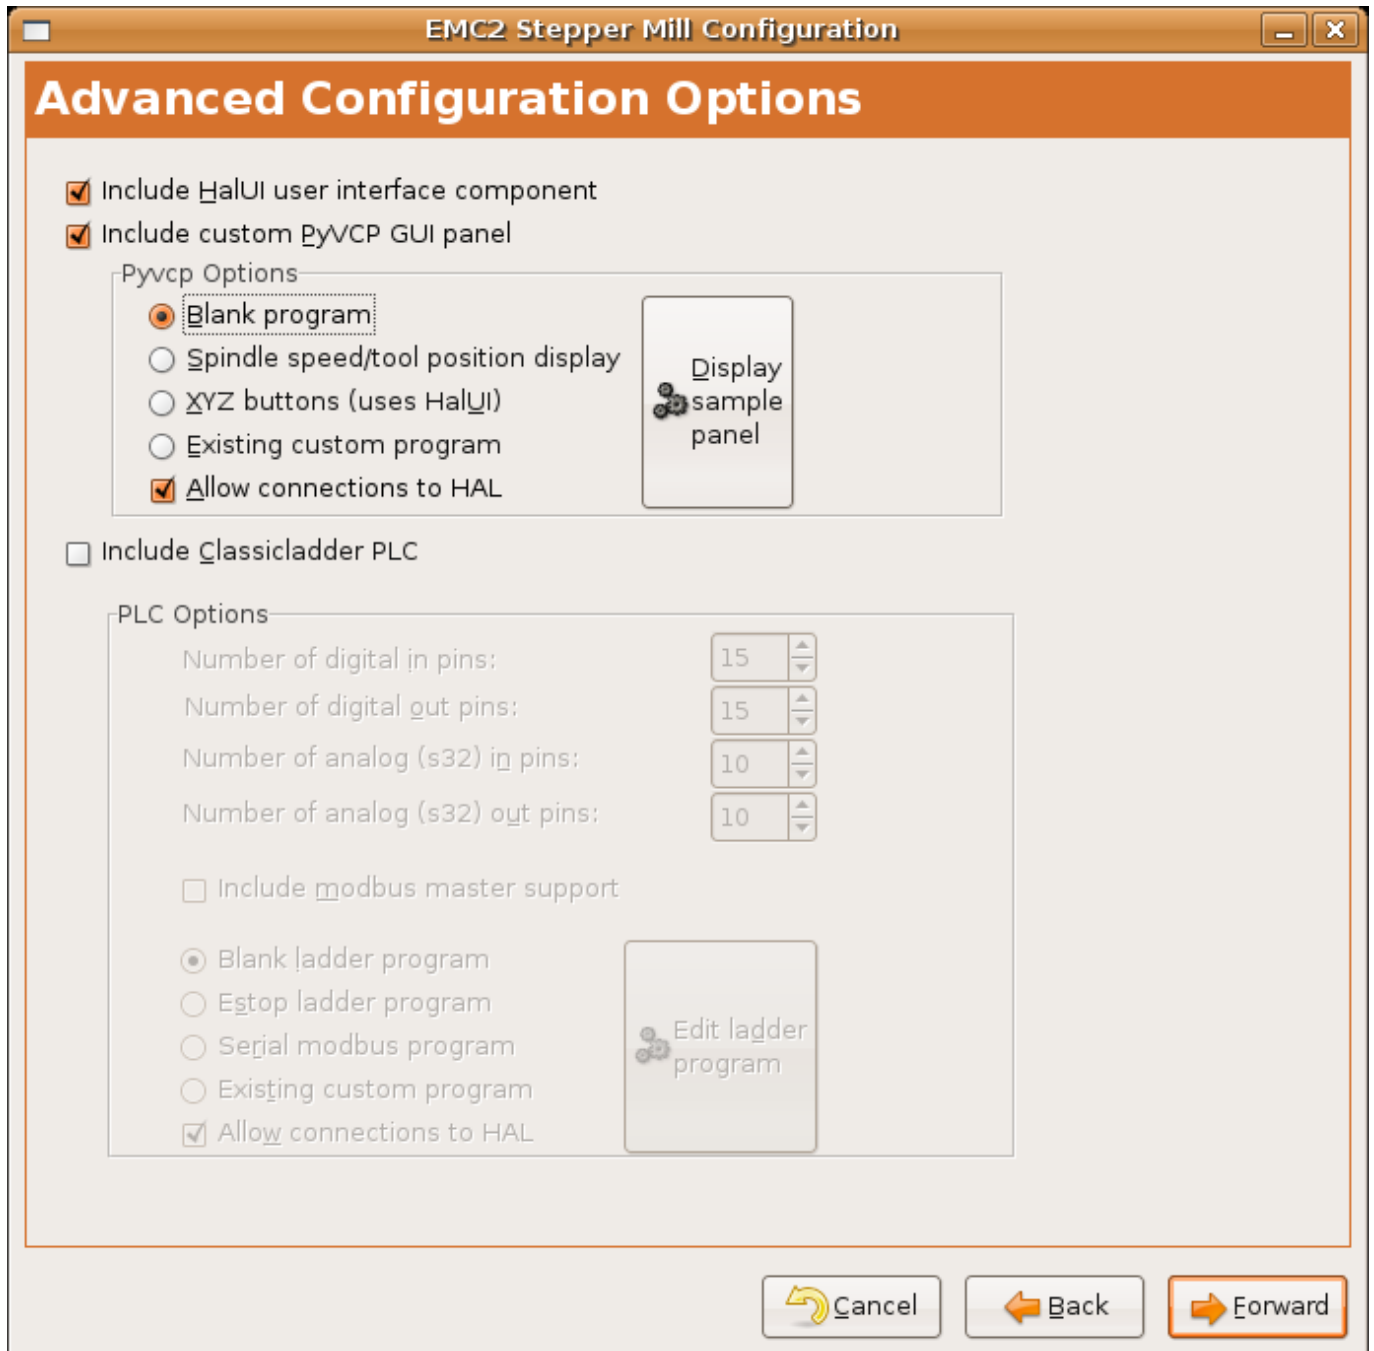 EMC2 Stepper Mill Configuration
Advanced Configuration Options
Include HalUI user interface component
Include custom PyVCP GUI panel
Pyvcp Options
Blank program
Spindle speed/tool position display
XYZ buttons (uses HalUI)
Existing custom program
Allow connections to HAL
Display
sample
panel
Include Classicladder PLC
PLC Options
Number of digital in pins:
15
Number of digital out pins:
15
Number of analog (s32) in pins:
10
Number of analog (s32) out pins:
10
Include modbus master support
Blank ladder program
Estop ladder program
Serial modbus program
Existing custom program
Allow connections to HAL
Edit ladder
program
Cancel
Back
Forward